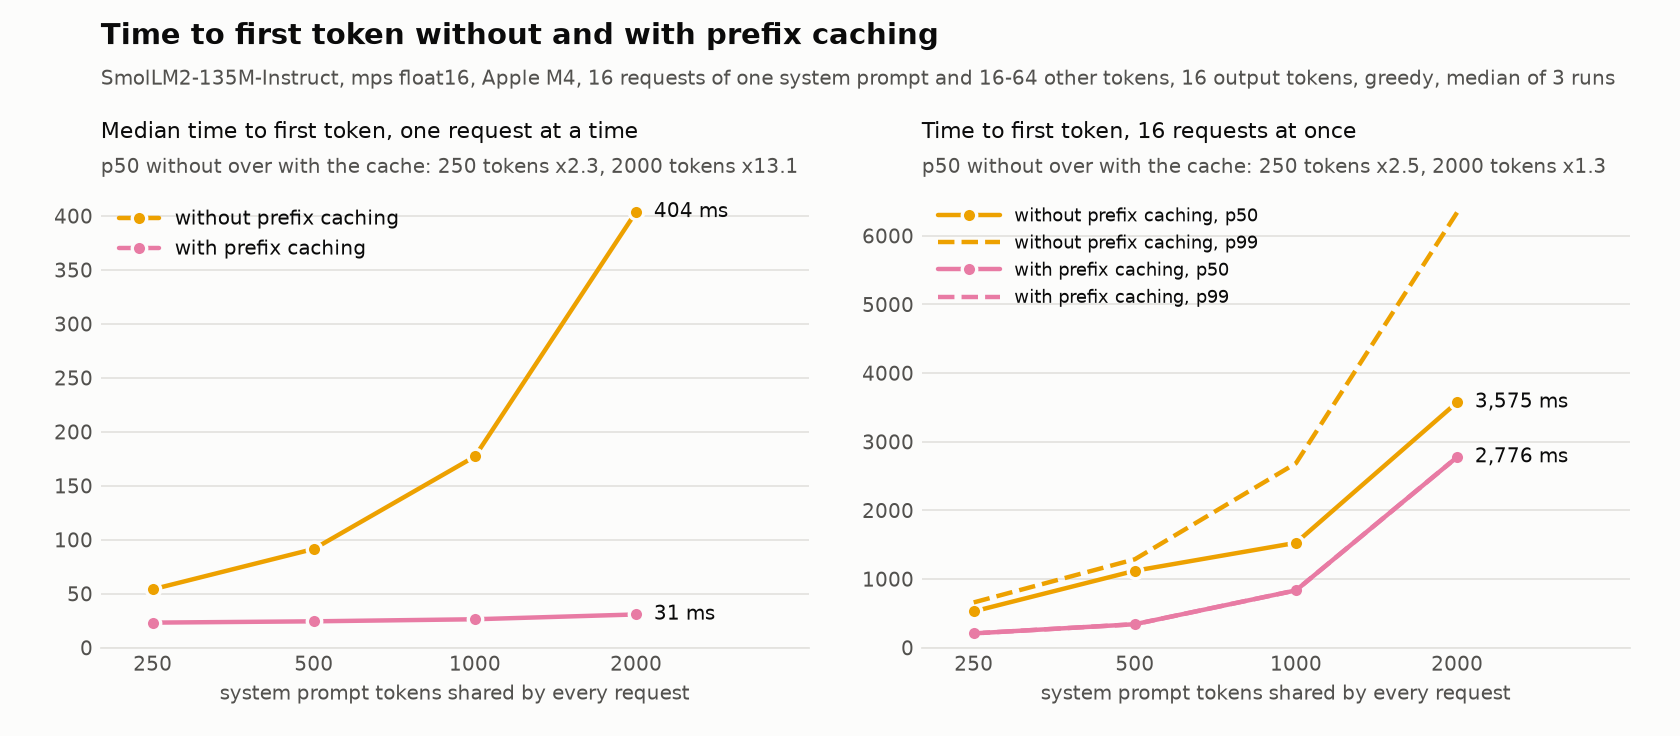 Time to first token without and with prefix caching
SmolLM2-135M-Instruct, mps float16, Apple M4, 16 requests of one system prompt and 16-64 other tokens, 16 output tokens, greedy, median of 3 runs
Median time to first token, one request at a time
p50 without over with the cache: 250 tokens x2.3, 2000 tokens x13.1
400
350
300
250
200
150
100
50
0
without prefix caching
with prefix caching
404 ms
31 ms
250 500 1000 2000
system prompt tokens shared by every request
Time to first token, 16 requests at once
p50 without over with the cache: 250 tokens x2.5, 2000 tokens x1.3
6000
5000
4000
3000
2000
1000
0
without prefix caching, p50
without prefix caching, p99
with prefix caching, p50
with prefix caching, p99
3,575 ms
2,776 ms
250 500 1000 2000
system prompt tokens shared by every request